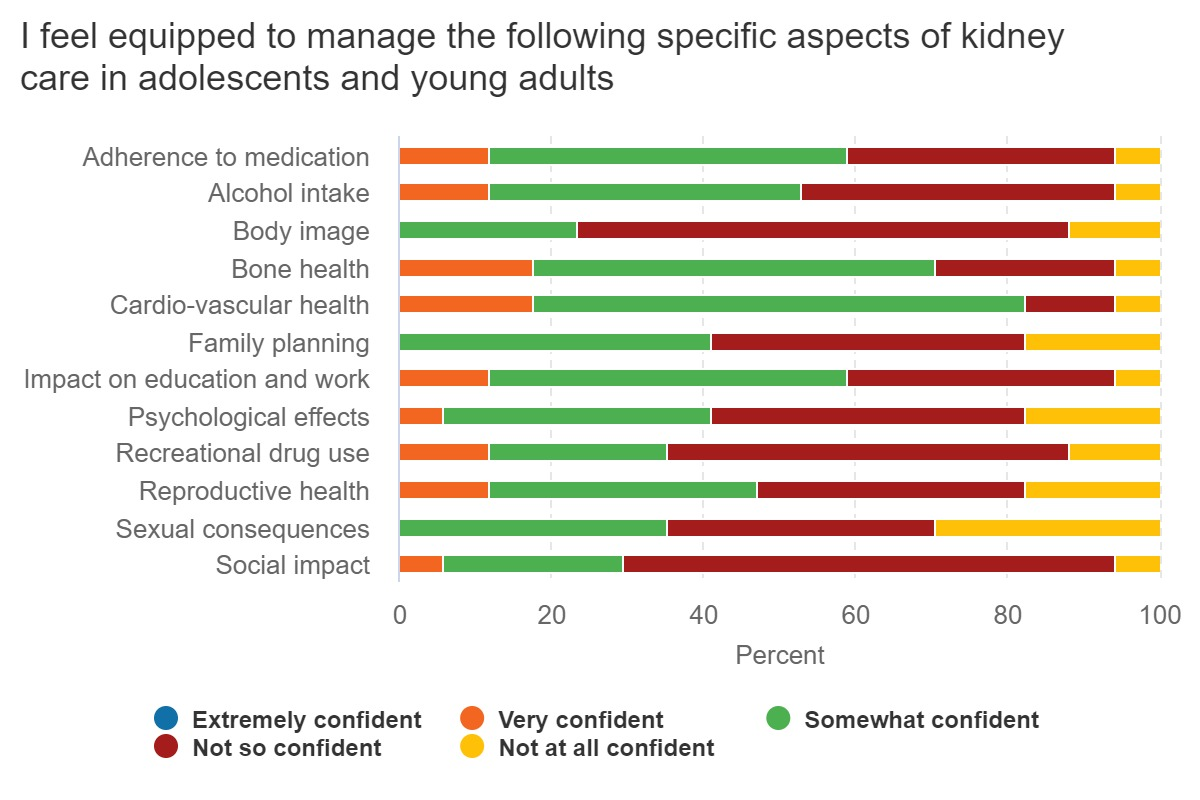 I feel equipped to manage the following specific aspects of kidney
care in adolescents and young adults
Adherence to medication
Alcohol intake
Body image
Bone health
Cardio-vascular health
Family planning
Impact on education and work
Psychological effects
Recreational drug use
Reproductive health
Sexual consequences
Social impact
0 20 40 60 80 100
Percent
Extremely confident Very confident Somewhat confident
Not so confident Not at all confident